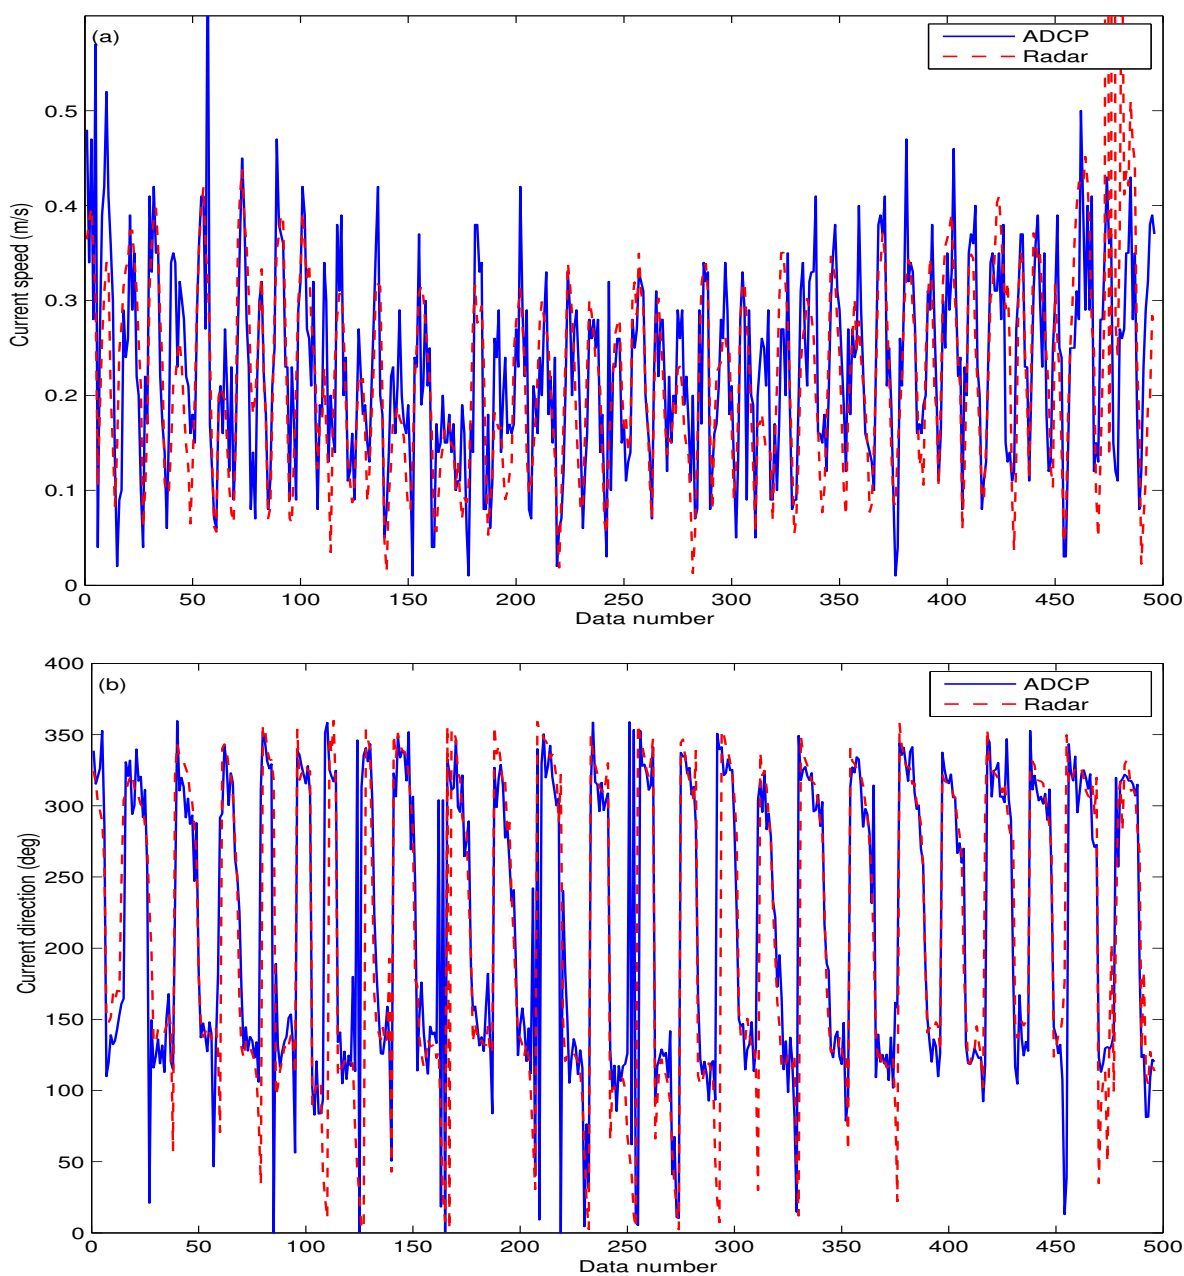 (a)
ADCP
Radar
Current speed (m/s)
0.5
0.4
0.3
0.2
0.1
0
0 50 100 150 200 250 300 350 400 450 500
Data number
(b)
ADCP
Radar
Current direction (deg)
400
350
300
250
200
150
100
50
0
0 50 100 150 200 250 300 350 400 450 500
Data number